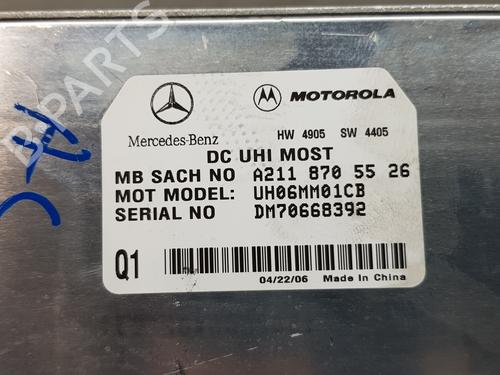 B-PARTS
Mercedes-Benz
MOTOROLA
HW 4905 SW 4405
DC UHI MOST
MB SACH NO A211 870 55 26
MOT MODEL: UH06MM01CB
SERIAL NO DM70668392
Q1
04/22/06 Made In China